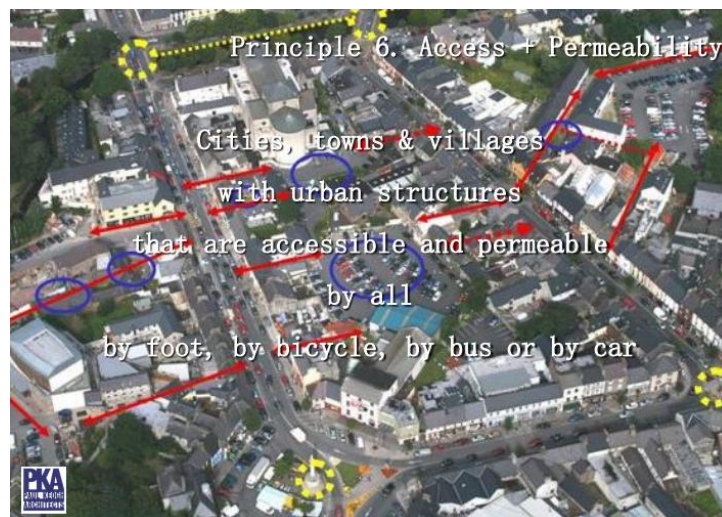 Principle 6. Access + Permeability
Cities, towns & villages
with urban structures
that are accessible and permeable
by all
by foot, by bicycle, by bus or by car
PKA
PAUL KEOGH
ARCHITECTS